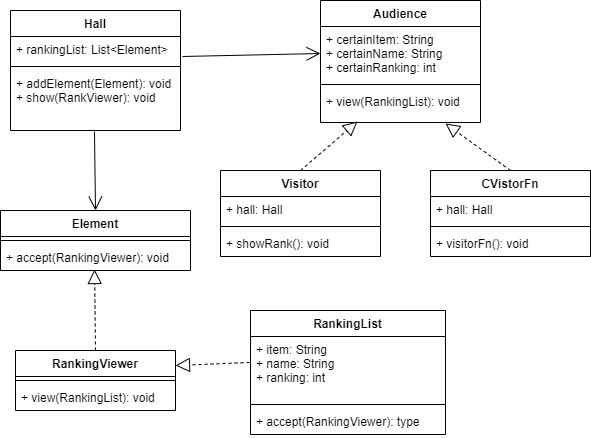 Hall
+ rankingList: List<Element>
+ addElement(Element): void
+ show(RankViewer): void
Audience
+ certainItem: String
+ certainName: String
+ certainRanking: int
+ view(RankingList): void
Visitor
+ hall: Hall
+ showRank(): void
CVistorFn
+ hall: Hall
+ visitorFn(): void
Element
+ accept(RankingViewer): void
RankingViewer
+ view(RankingList): void
RankingList
+ item: String
+ name: String
+ ranking: int
+ accept(RankingViewer): type